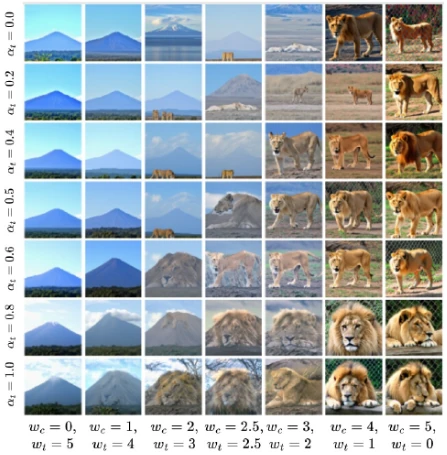 α_t = 0.0
α_t = 0.2
α_t = 0.4
α_t = 0.5
α_t = 0.6
α_t = 0.8
α_t = 1.0
w_c = 0, w_c = 1, w_c = 2, w_c = 2.5, w_c = 3, w_c = 4, w_c = 5,
w_t = 5 w_t = 4 w_t = 3 w_t = 2.5 w_t = 2 w_t = 1 w_t = 0